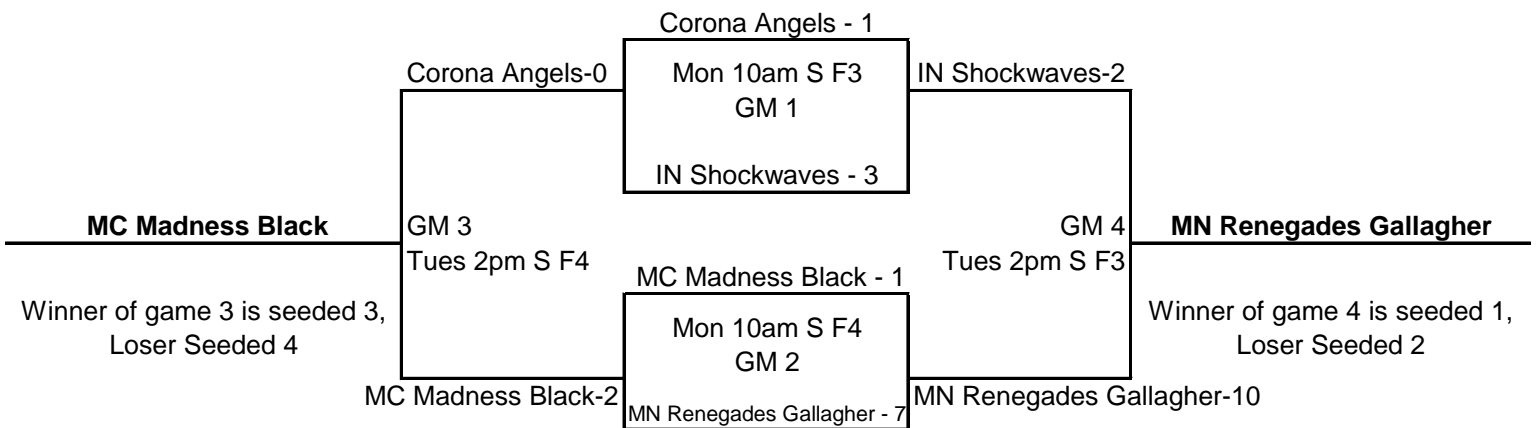 Corona Angels - 1
Corona Angels-0
Mon 10am S F3
IN Shockwaves-2
GM 1
IN Shockwaves - 3
MC Madness Black
GM 3
GM 4
MN Renegades Gallagher
Tues 2pm S F4
Tues 2pm S F3
MC Madness Black - 1
Winner of game 3 is seeded 3,
Loser Seeded 4
Mon 10am S F4
GM 2
Winner of game 4 is seeded 1,
Loser Seeded 2
MC Madness Black-2
MN Renegades Gallagher - 7
MN Renegades Gallagher-10